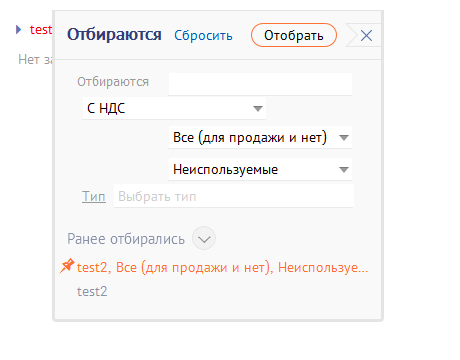 test
Отбираются Сбросить Отобрать
Нет за
Отбираются
С НДС
Все (для продажи и нет)
Неиспользуемые
Тип Выбрать тип
Ранее отбирались
test2, Все (для продажи и нет), Неиспользуе...
test2